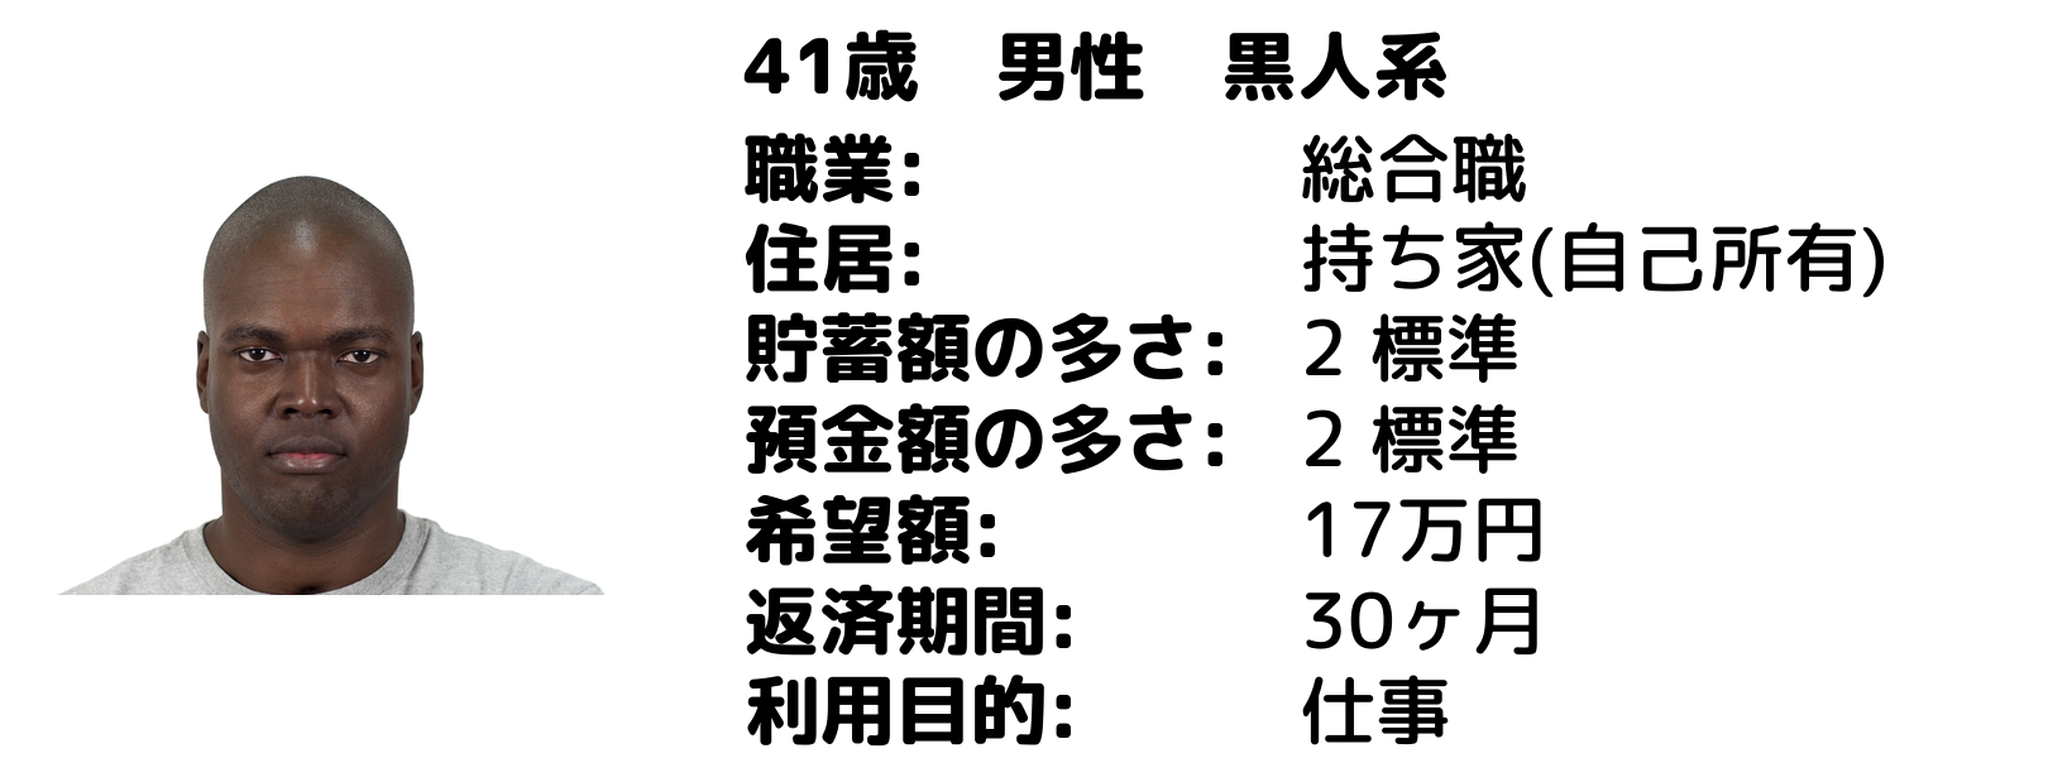 41歳　男性　黒人系
職業: 総合職
住居: 持ち家(自己所有)
貯蓄額の多さ: 2 標準
預金額の多さ: 2 標準
希望額: 17万円
返済期間: 30ヶ月
利用目的: 仕事